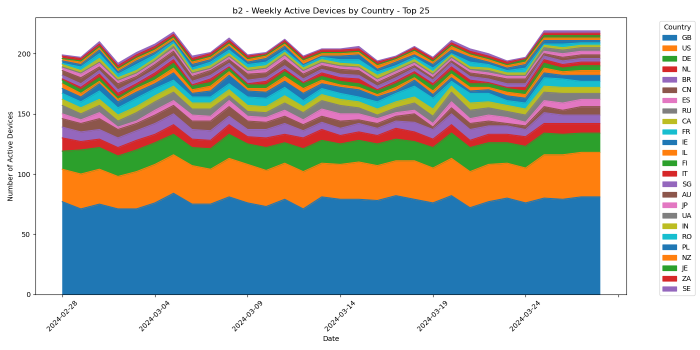 b2 - Weekly Active Devices by Country - Top 25
Number of Active Devices
200
150
100
50
0
2024-02-28
2024-03-04
2024-03-09
2024-03-14
2024-03-19
2024-03-24
Date
Country
GB
US
DE
NL
BR
CN
ES
RU
CA
FR
IE
IL
FI
IT
SG
AU
JP
UA
IN
RO
PL
NZ
JE
ZA
SE